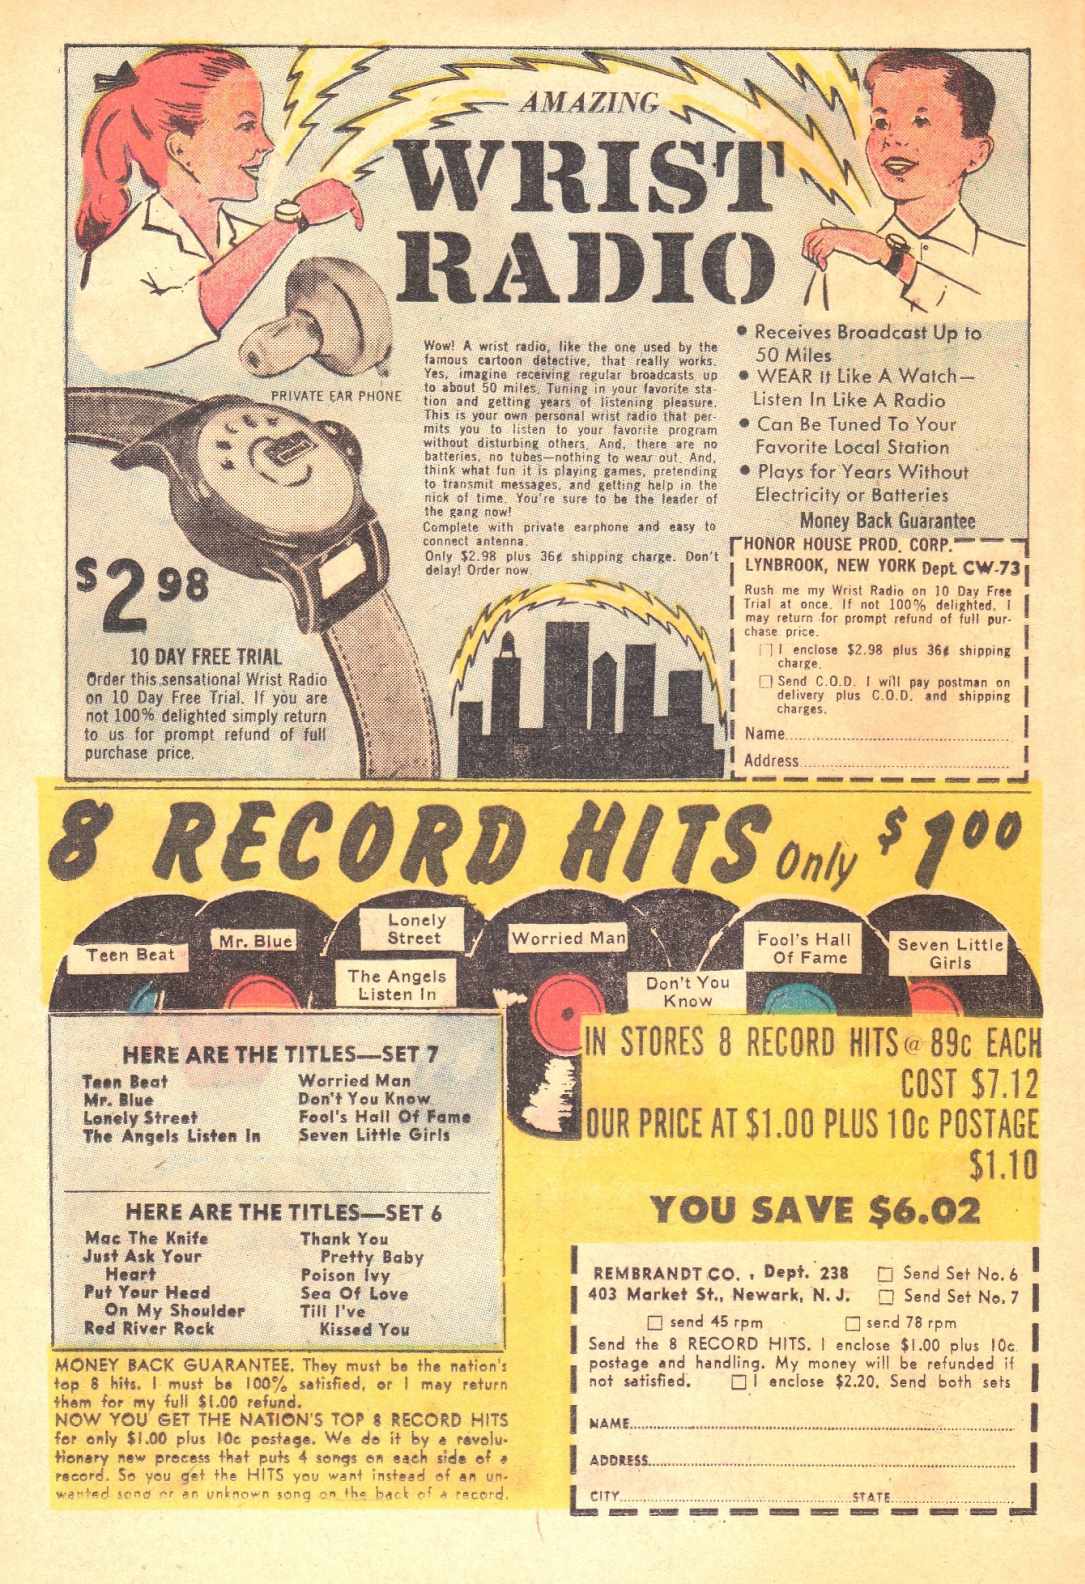 AMAZING
WRIST
RADIO
PRIVATE EAR PHONE
Wow! A wrist radio, like the one used by the
famous cartoon detective, that really works.
Yes, imagine receiving regular broadcasts up
to about 50 miles. Tuning in your favorite sta-
tion and getting years of listening pleasure.
This is your own personal wrist radio that per-
mits you to listen to your favorite program
without disturbing others. And, there are no
batteries, no tubes—nothing to wear out. And,
think what fun it is playing games, pretending
to transmit messages, and getting help in the
nick of time. You're sure to be the leader of
the gang now!
Complete with private earphone and easy to
connect antenna.
Only $2.98 plus 36¢ shipping charge. Don't
delay! Order now.
• Receives Broadcast Up to
50 Miles
• WEAR It Like A Watch—
Listen In Like A Radio
• Can Be Tuned To Your
Favorite Local Station
• Plays for Years Without
Electricity or Batteries
Money Back Guarantee
$2.98
10 DAY FREE TRIAL
Order this sensational Wrist Radio
on 10 Day Free Trial. If you are
not 100% delighted simply return
to us for prompt refund of full
purchase price.
HONOR HOUSE PROD. CORP.
LYNBROOK, NEW YORK Dept. CW-73
Rush me my Wrist Radio on 10 Day Free
Trial at once. If not 100% delighted, I
may return for prompt refund of full pur-
chase price.
I enclose $2.98 plus 36¢ shipping
charge.
Send C.O.D. I will pay postman on
delivery plus C.O.D. and shipping
charges.
Name
Address
8 RECORD HITS Only $1.00
Teen Beat
Mr. Blue
Lonely
Street
The Angels
Listen In
Worried Man
Don't You
Know
Fool's Hall
Of Fame
Seven Little
Girls
HERE ARE THE TITLES—SET 7
Teen Beat
Mr. Blue
Lonely Street
The Angels Listen In
Worried Man
Don't You Know
Fool's Hall Of Fame
Seven Little Girls
HERE ARE THE TITLES—SET 6
Mac The Knife
Just Ask Your
Heart
Put Your Head
On My Shoulder
Red River Rock
Thank You
Pretty Baby
Poison Ivy
Sea Of Love
Till I've
Kissed You
IN STORES 8 RECORD HITS @ 89c EACH
COST $7.12
OUR PRICE AT $1.00 PLUS 10c POSTAGE
$1.10
YOU SAVE $6.02
MONEY BACK GUARANTEE. They must be the nation's
top 8 hits. I must be 100% satisfied, or I may return
them for my full $1.00 refund.
NOW YOU GET THE NATION'S TOP 8 RECORD HITS
for only $1.00 plus 10c postage. We do it by a revolu-
tionary new process that puts 4 songs on each side of a
record. So you get the HITS you want instead of an un-
wanted song or an unknown song on the back of a record.
REMBRANDT CO., Dept. 238
403 Market St., Newark, N. J.
Send Set No. 6
Send Set No. 7
send 45 rpm
send 78 rpm
Send the 8 RECORD HITS. I enclose $1.00 plus 10c
postage and handling. My money will be refunded if
not satisfied. I enclose $2.20. Send both sets
NAME
ADDRESS
CITY STATE